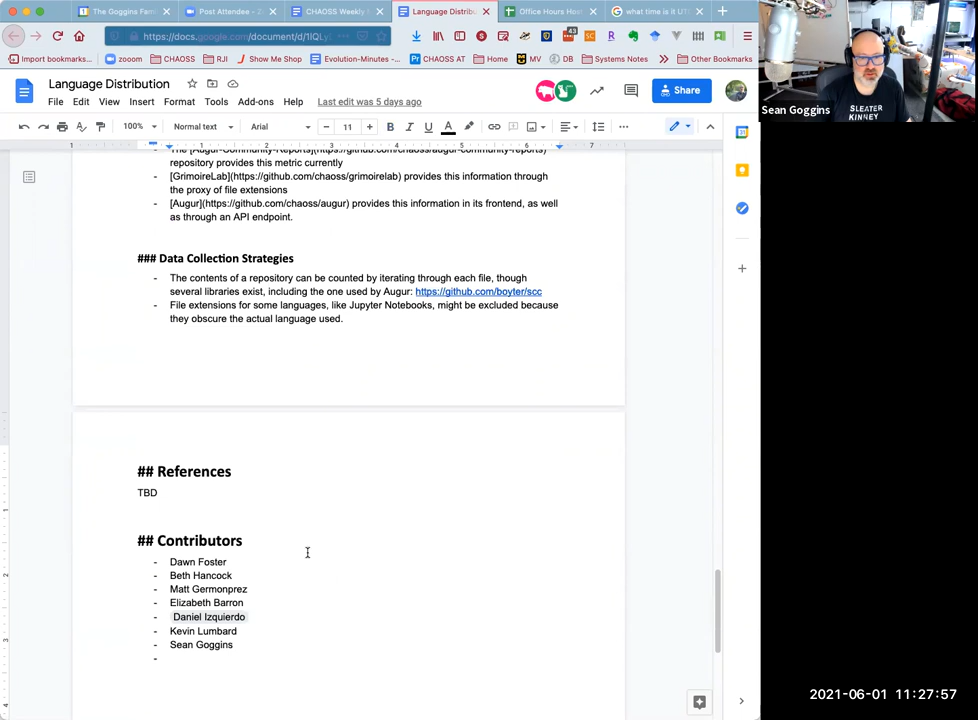 The Goggins Fam
Post Attendee - Z
CHAOSS Weekly
Language Distribu
Office Hours Host
what time is it UT
https://docs.google.com/document/d/1IQLy
Import bookmarks...
zooom
CHAOSS
RJI
Show Me Shop
Evolution-Minutes -...
CHAOSS AT
Home
MV
DB
Systems Notes
Other Bookmarks
Language Distribution
File Edit View Insert Format Tools Add-ons Help Last edit was 5 days ago
Share
100% Normal text Arial 11
repository provides this metric currently
- [GrimoireLab](https://github.com/chaoss/grimoirelab) provides this information through
the proxy of file extensions
- [Augur](https://github.com/chaoss/augur) provides this information in its frontend, as well
as through an API endpoint.
### Data Collection Strategies
- The contents of a repository can be counted by iterating through each file, though
several libraries exist, including the one used by Augur: https://github.com/boyter/scc
- File extensions for some languages, like Jupyter Notebooks, might be excluded because
they obscure the actual language used.
## References
TBD
## Contributors
- Dawn Foster
- Beth Hancock
- Matt Germonprez
- Elizabeth Barron
- Daniel Izquierdo
- Kevin Lumbard
- Sean Goggins
-
Sean Goggins
SLEATER
KINNEY
2021-06-01 11:27:57